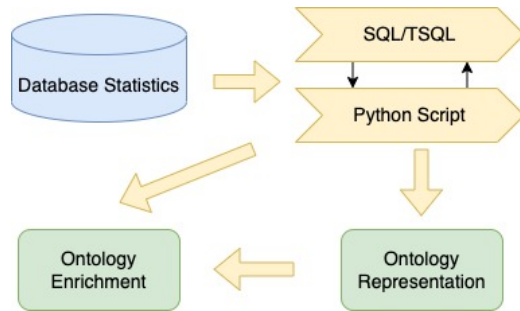 Database Statistics
SQL/TSQL
Python Script
Ontology
Enrichment
Ontology
Representation